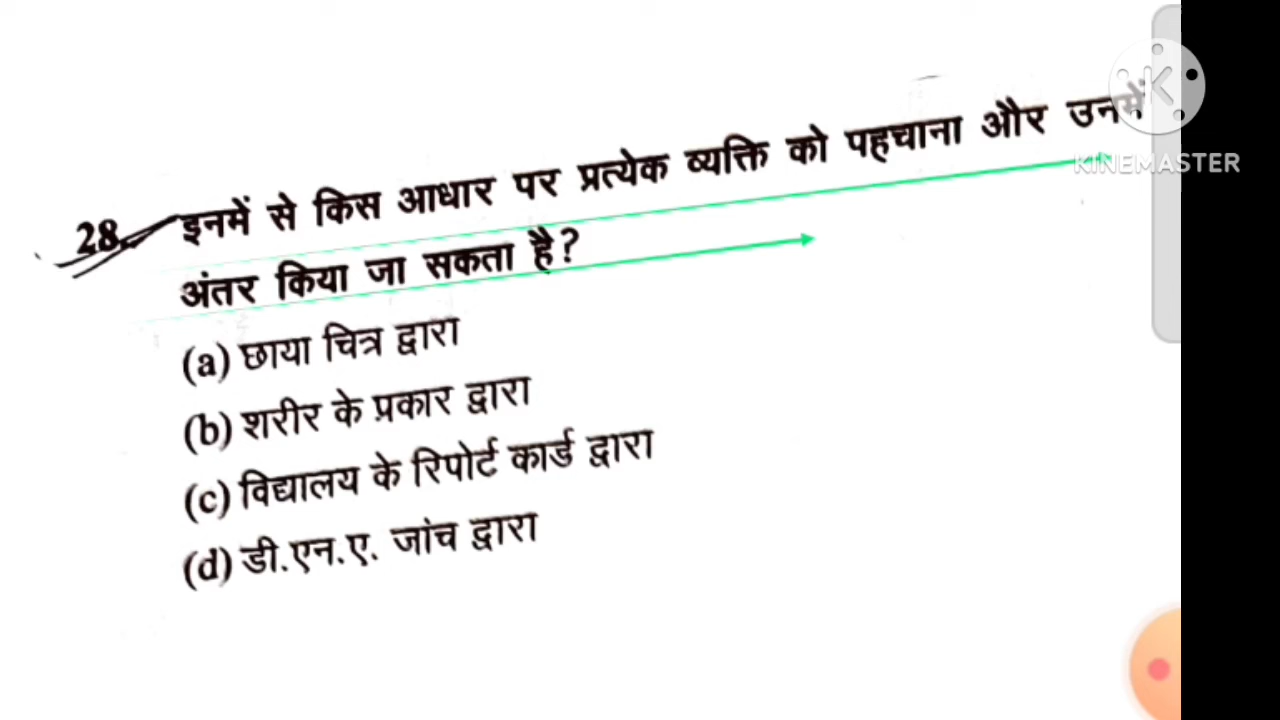 28. इनमें से किस आधार पर प्रत्येक व्यक्ति को पहचाना और उनमें
KINEMASTER
अंतर किया जा सकता है?
(a) छाया चित्र द्वारा
(b) शरीर के प्रकार द्वारा
(c) विद्यालय के रिपोर्ट कार्ड द्वारा
(d) डी.एन.ए. जांच द्वारा